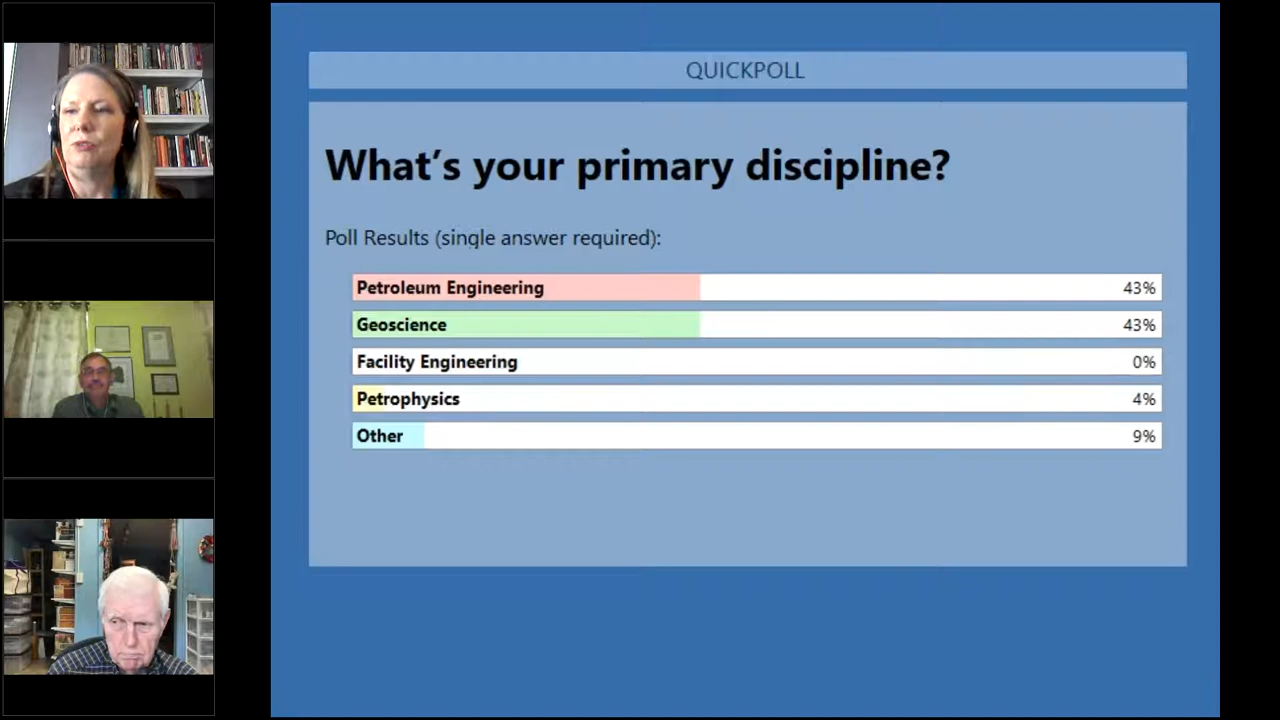 QUICKPOLL
What's your primary discipline?
Poll Results (single answer required):
Petroleum Engineering 43%
Geoscience 43%
Facility Engineering 0%
Petrophysics 4%
Other 9%